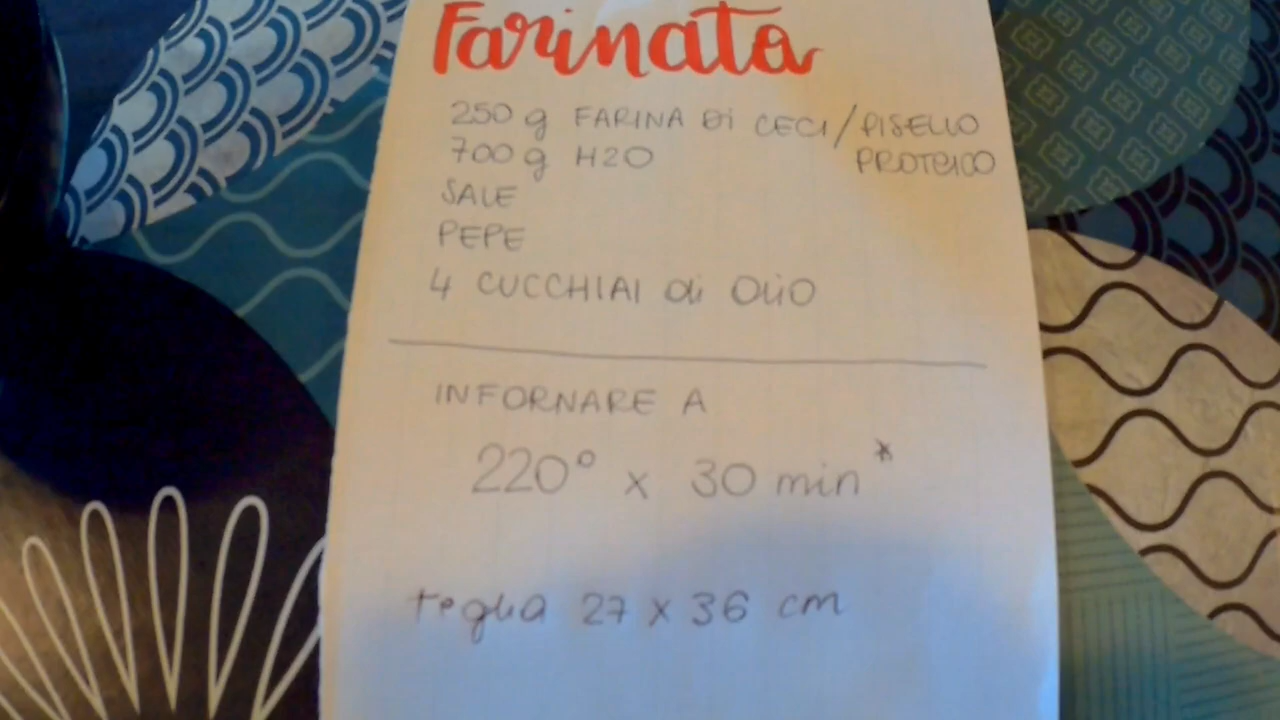 Farinata
250 g FARINA Di CECI / PISELLO
PROTEICO
700 g H2O
SALE
PEPE
4 CUCCHIAI di OliO
INFORNARE A
220° x 30 min*
teglia 27 x 36 cm